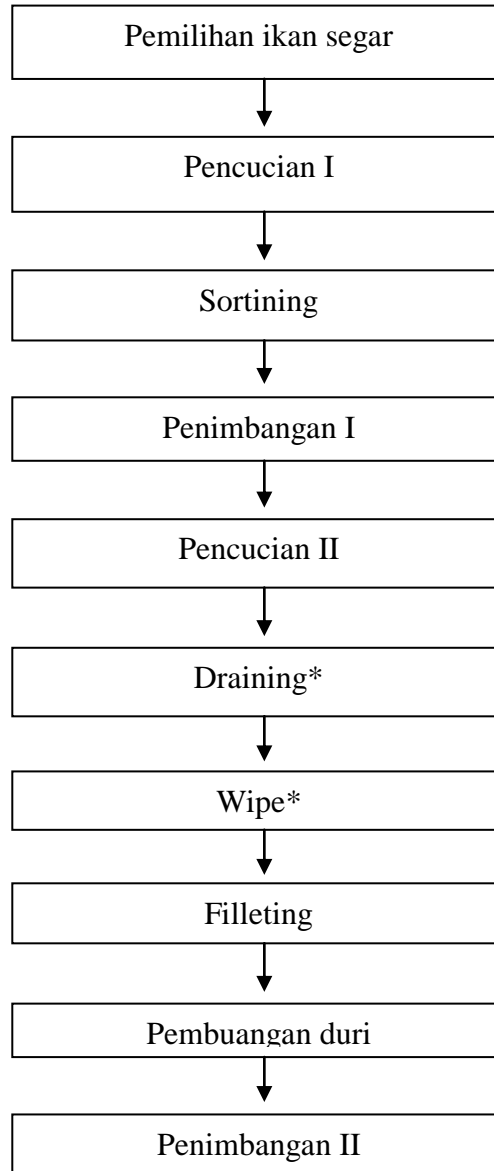 Pemilihan ikan segar
Pencucian I
Sortining
Penimbangan I
Pencucian II
Draining*
Wipe*
Filleting
Pembuangan duri
Penimbangan II